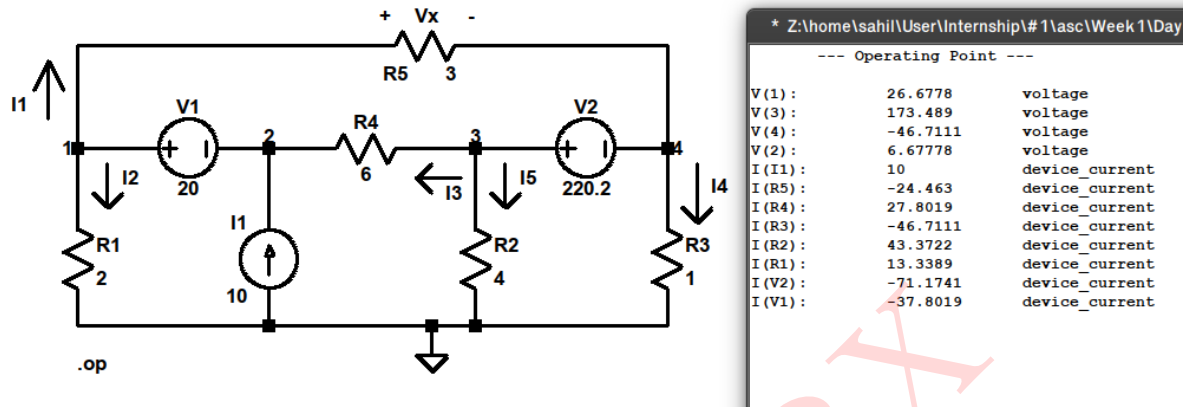 + Vx -
R5 3
I1
V1
V2
R4
1
2
3
4
I2
20
6
I3
I5
220.2
I4
I1
R1
R2
R3
2
4
1
10
.op
* Z:\home\sahil\User\Internship\#1\asc\Week 1\Day
--- Operating Point ---
V(1): 26.6778 voltage
V(3): 173.489 voltage
V(4): -46.7111 voltage
V(2): 6.67778 voltage
I(I1): 10 device_current
I(R5): -24.463 device_current
I(R4): 27.8019 device_current
I(R3): -46.7111 device_current
I(R2): 43.3722 device_current
I(R1): 13.3389 device_current
I(V2): -71.1741 device_current
I(V1): -37.8019 device_current